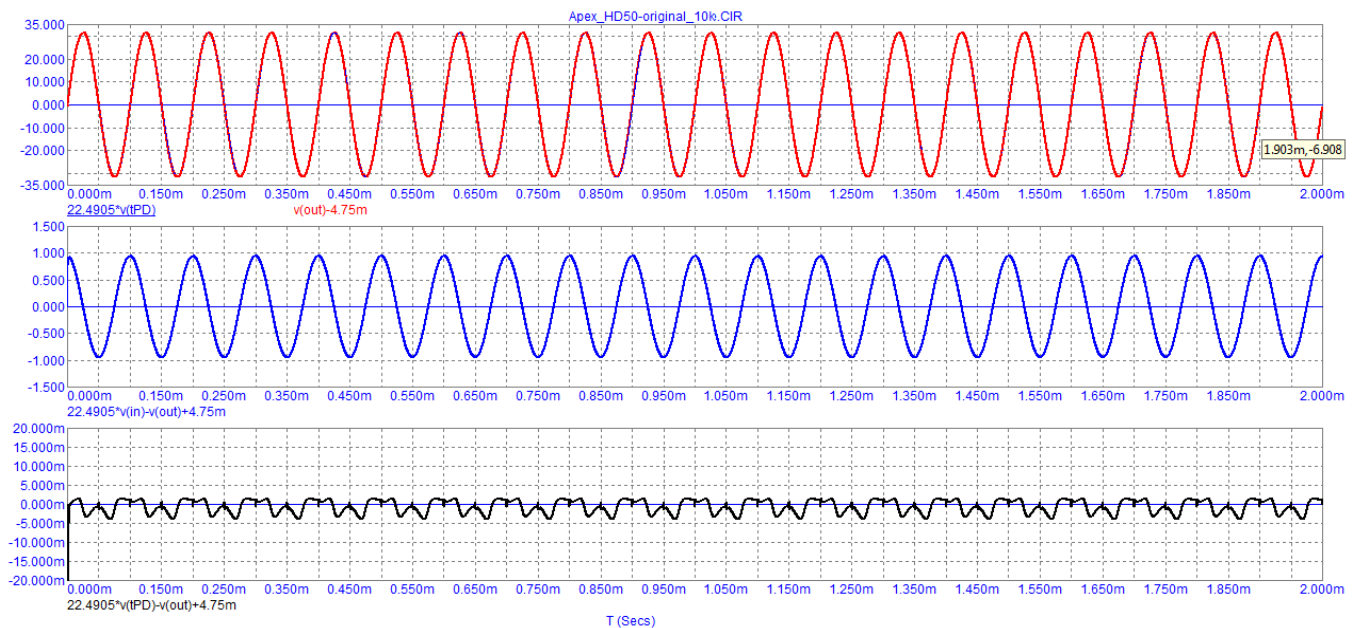 Apex_HD50-original_10k.CIR
35.000
20.000
10.000
0.000
-10.000
-20.000
-35.000
1.903m,-6.908
0.000m 0.150m 0.250m 0.350m 0.450m 0.550m 0.650m 0.750m 0.850m 0.950m 1.050m 1.150m 1.250m 1.350m 1.450m 1.550m 1.650m 1.750m 1.850m 2.000m
22.4905*v(tPD) v(out)-4.75m
1.500
1.000
0.500
0.000
-0.500
-1.000
-1.500
0.000m 0.150m 0.250m 0.350m 0.450m 0.550m 0.650m 0.750m 0.850m 0.950m 1.050m 1.150m 1.250m 1.350m 1.450m 1.550m 1.650m 1.750m 1.850m 2.000m
22.4905*v(in)-v(out)+4.75m
20.000m
15.000m
10.000m
5.000m
0.000m
-5.000m
-10.000m
-15.000m
-20.000m
0.000m 0.150m 0.250m 0.350m 0.450m 0.550m 0.650m 0.750m 0.850m 0.950m 1.050m 1.150m 1.250m 1.350m 1.450m 1.550m 1.650m 1.750m 1.850m 2.000m
22.4905*v(tPD)-v(out)+4.75m
T (Secs)